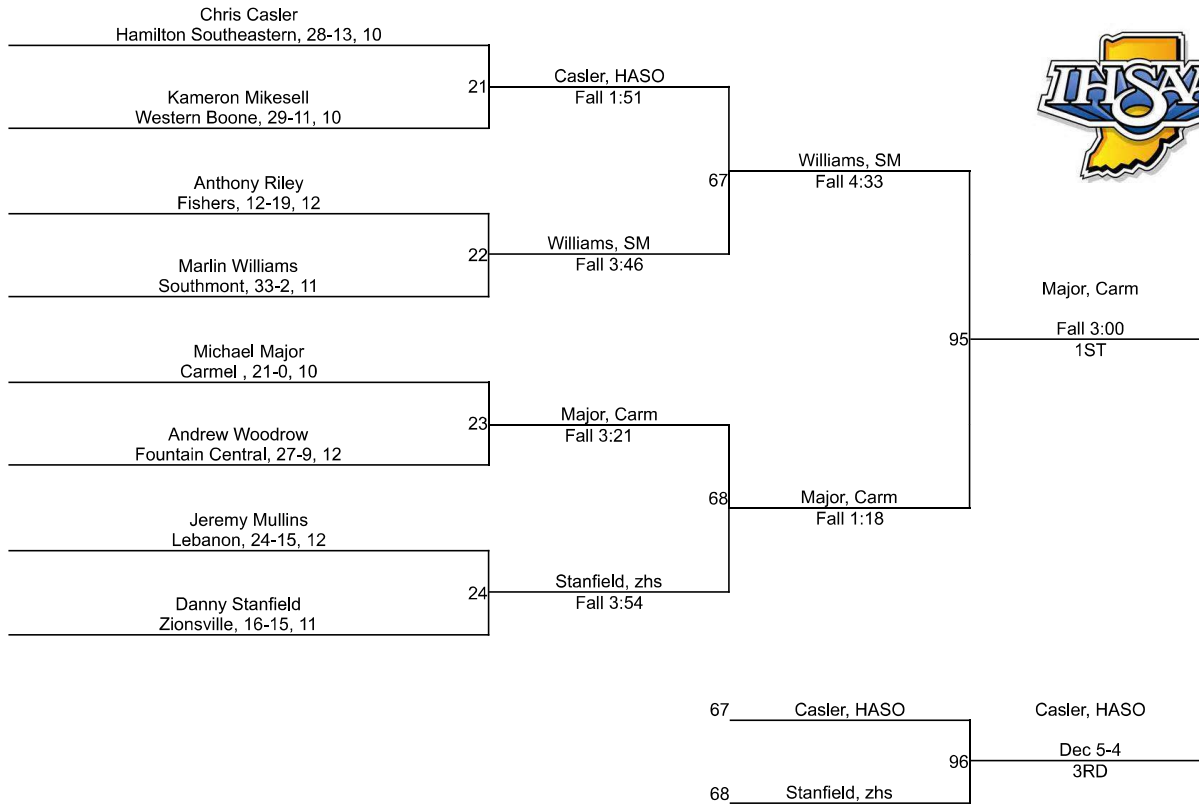 Chris Casler
Hamilton Southeastern, 28-13, 10
Kameron Mikesell
Western Boone, 29-11, 10
21
Casler, HASO
Fall 1:51
Anthony Riley
Fishers, 12-19, 12
Marlin Williams
Southmont, 33-2, 11
22
Williams, SM
Fall 3:46
67
Williams, SM
Fall 4:33
Michael Major
Carmel , 21-0, 10
Andrew Woodrow
Fountain Central, 27-9, 12
23
Major, Carm
Fall 3:21
Jeremy Mullins
Lebanon, 24-15, 12
Danny Stanfield
Zionsville, 16-15, 11
24
Stanfield, zhs
Fall 3:54
68
Major, Carm
Fall 1:18
95
Major, Carm
Fall 3:00
1ST
IHSAA
67
Casler, HASO
68
Stanfield, zhs
96
Casler, HASO
Dec 5-4
3RD